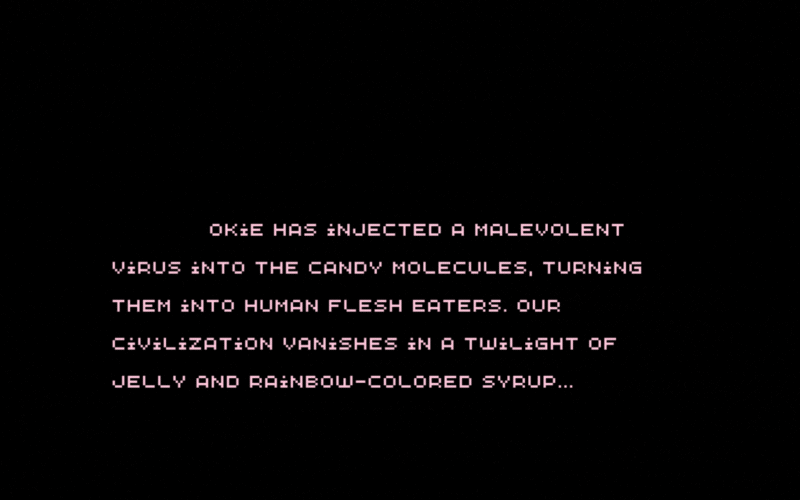 OKiE HAS iNJECTED A MALEVOLENT
ViRUS iNTO THE CANDY MOLECULES, TURNiNG
THEM iNTO HUMAN FLESH EATERS. OUR
CiViLiZATiON VANiSHES iN A TWiLiGHT OF
JELLY AND RAiNBOW-COLORED SYRUP...